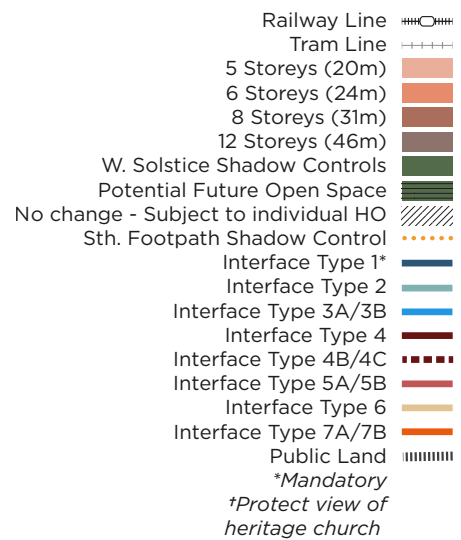 Railway Line
Tram Line
5 Storeys (20m)
6 Storeys (24m)
8 Storeys (31m)
12 Storeys (46m)
W. Solstice Shadow Controls
Potential Future Open Space
No change - Subject to individual HO
Sth. Footpath Shadow Control
Interface Type 1*
Interface Type 2
Interface Type 3A/3B
Interface Type 4
Interface Type 4B/4C
Interface Type 5A/5B
Interface Type 6
Interface Type 7A/7B
Public Land
*Mandatory
†Protect view of
heritage church